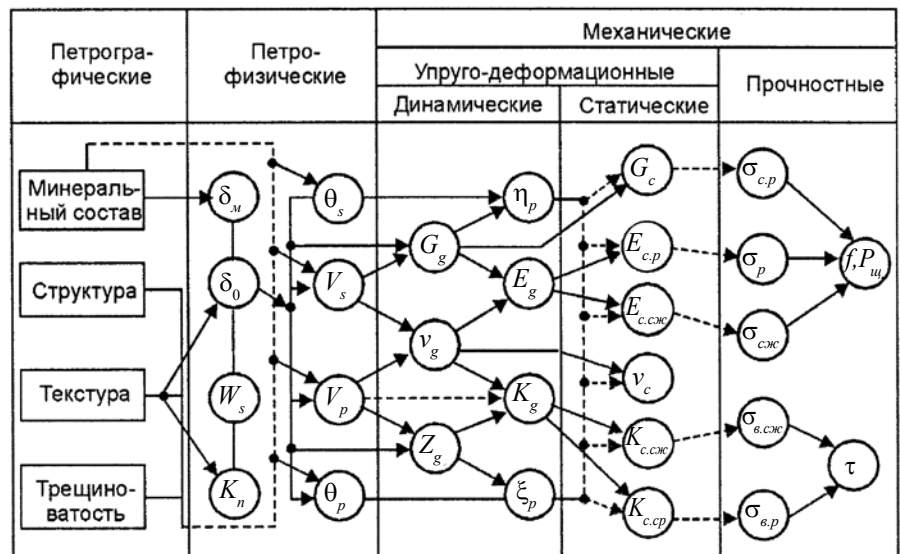 Петрогра-
фические
Петро-
физические
Механические
Упруго-деформационные
Прочностные
Динамические
Статические
Минераль-
ный состав
Структура
Текстура
Трещино-
ватость
δм
δ0
Ws
Kп
θs
Vs
Vp
θp
Gg
νg
Zg
ηp
Eg
Kg
ξp
Gс
Eс.р
Eс.сж
νс
Kс.сж
Kс.ср
σс.р
σр
σсж
σв.сж
σв.р
f,Pщ
τ